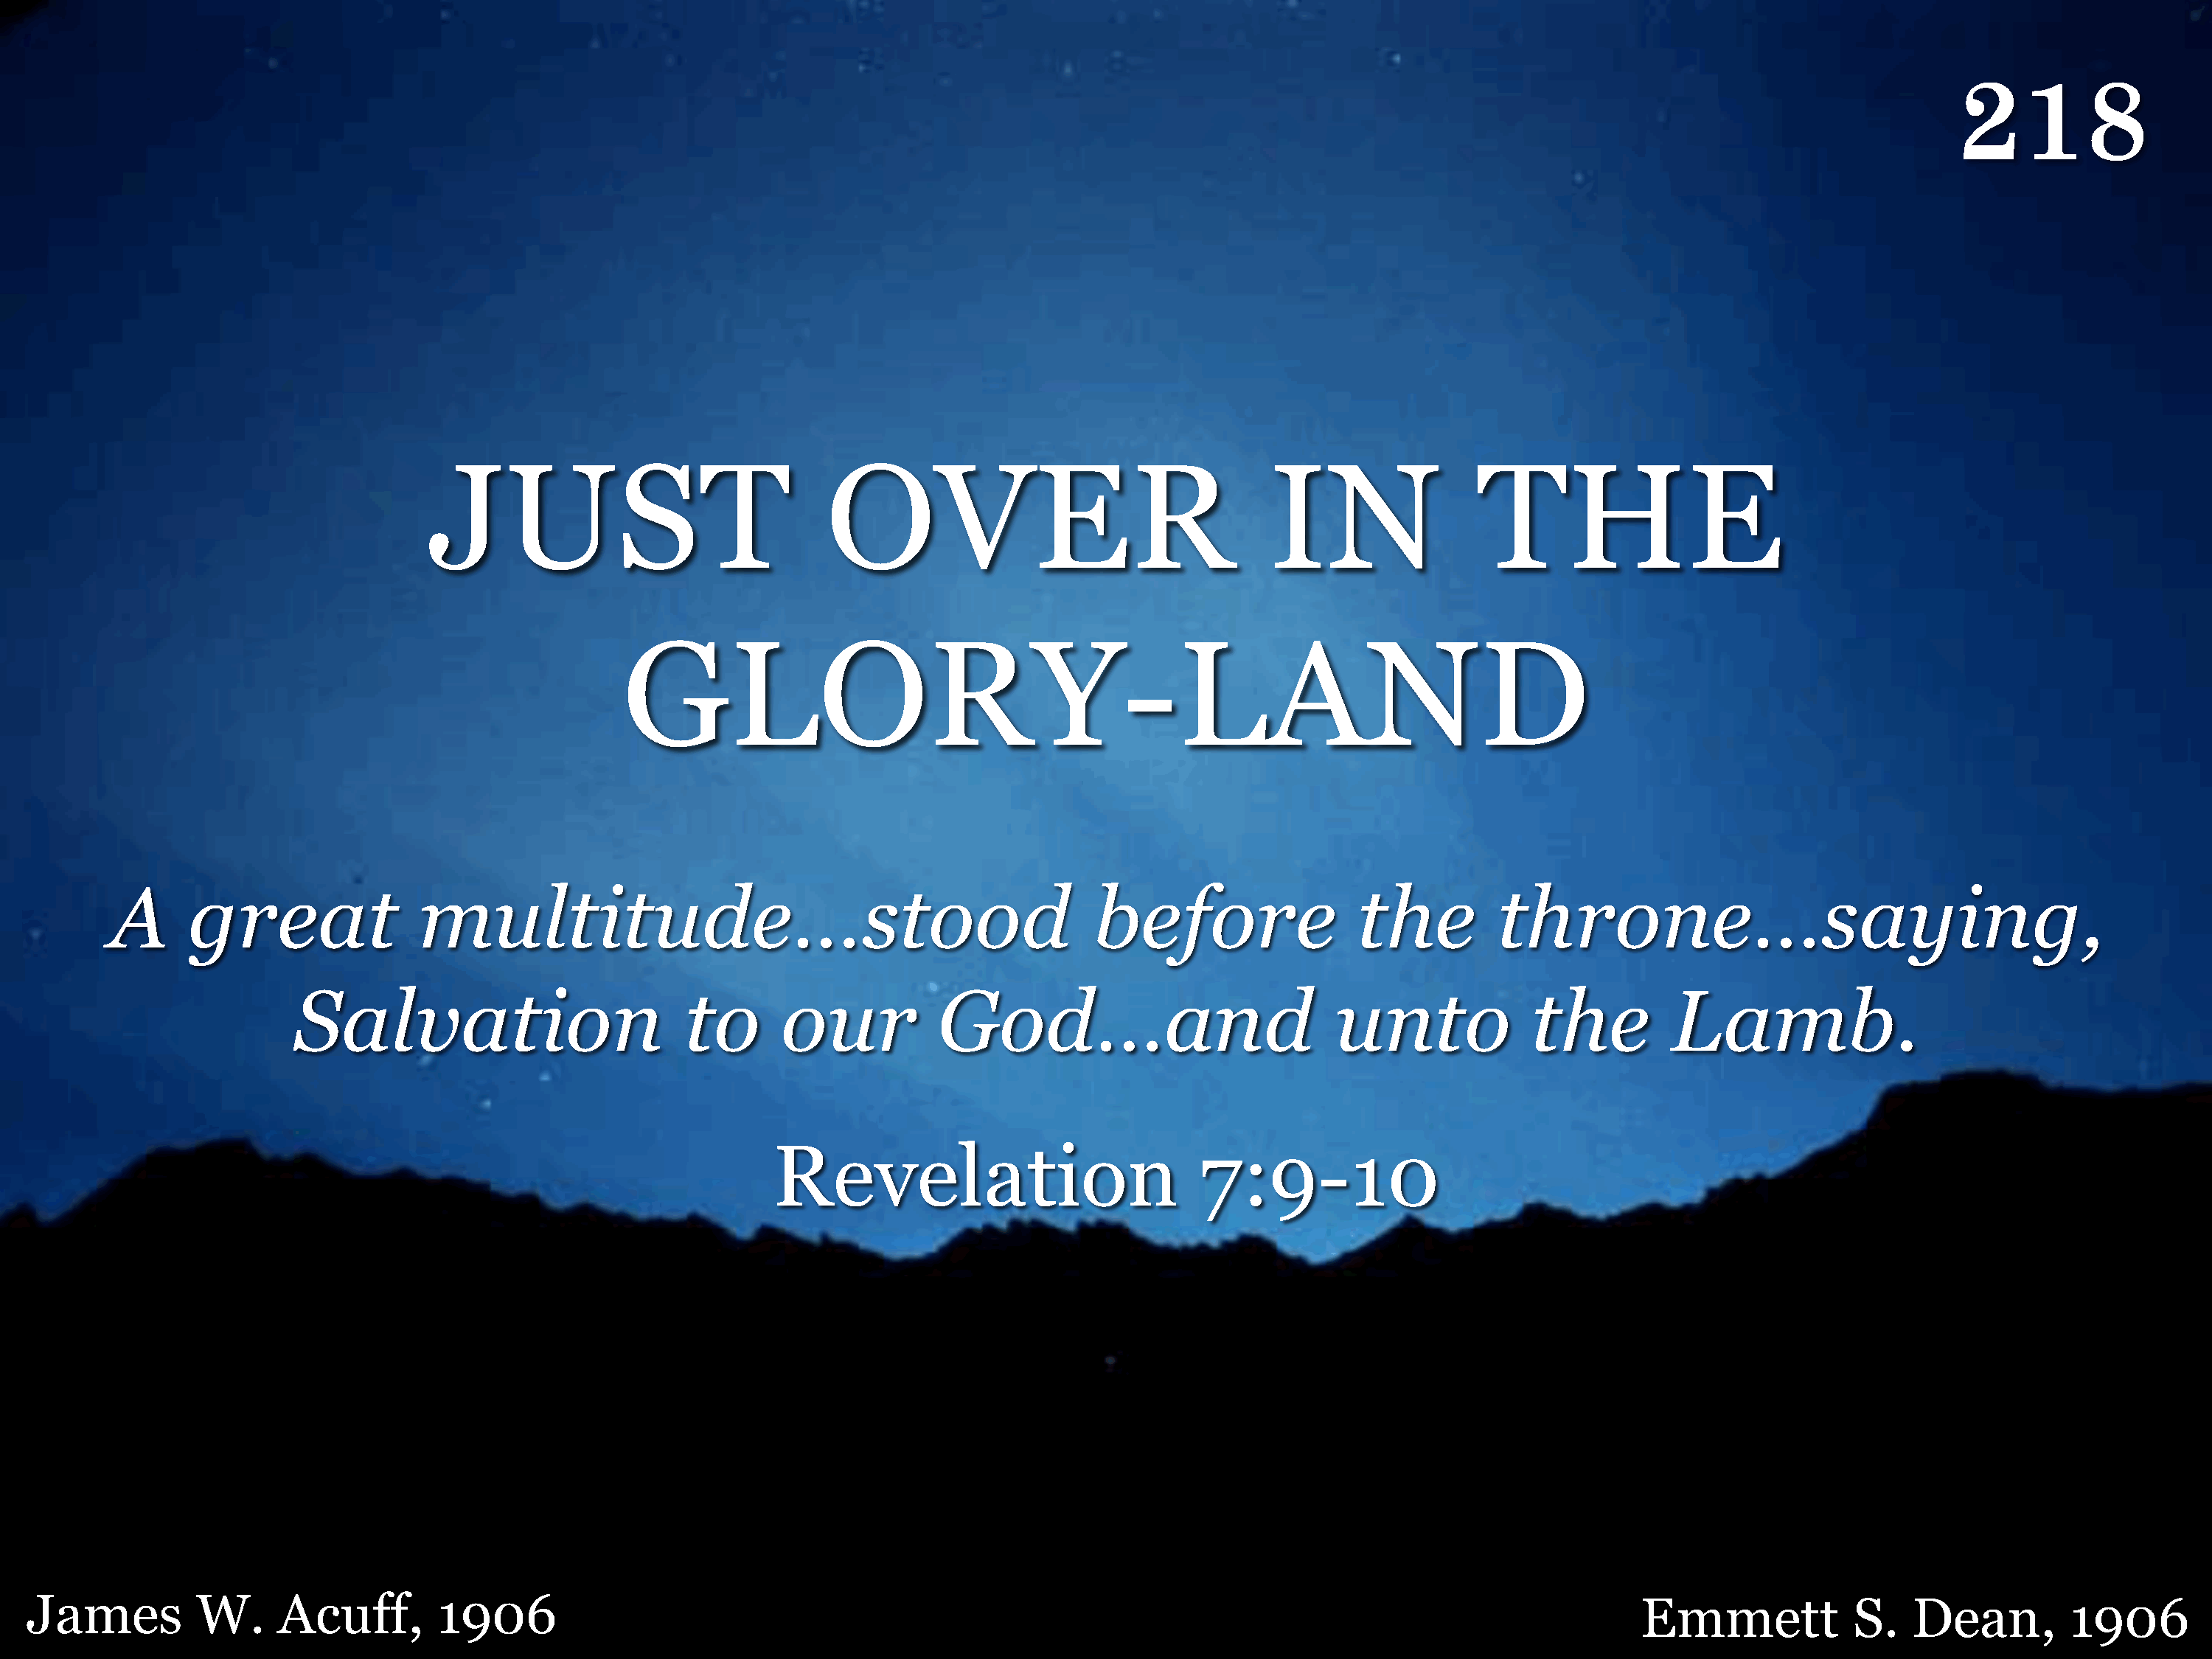 218
JUST OVER IN THE
GLORY-LAND
A great multitude...stood before the throne...saying,
Salvation to our God...and unto the Lamb.
Revelation 7:9-10
James W. Acuff, 1906
Emmett S. Dean, 1906